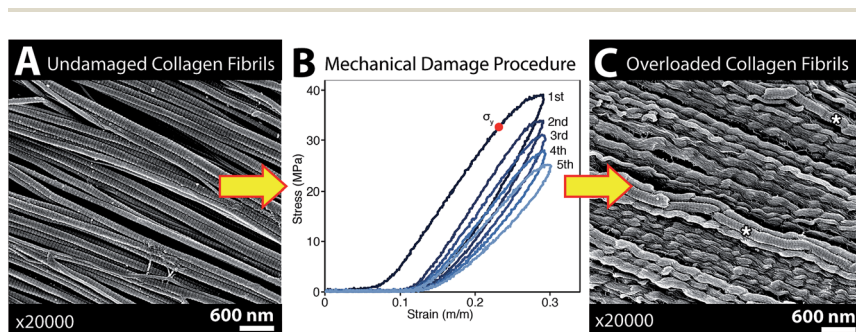 A Undamaged Collagen Fibrils
x20000
600 nm
B Mechanical Damage Procedure
Stress (MPa)
40
30
20
10
0
σy
1st
2nd
3rd
4th
5th
0 0.1 0.2 0.3
Strain (m/m)
C Overloaded Collagen Fibrils
*
*
x20000
600 nm